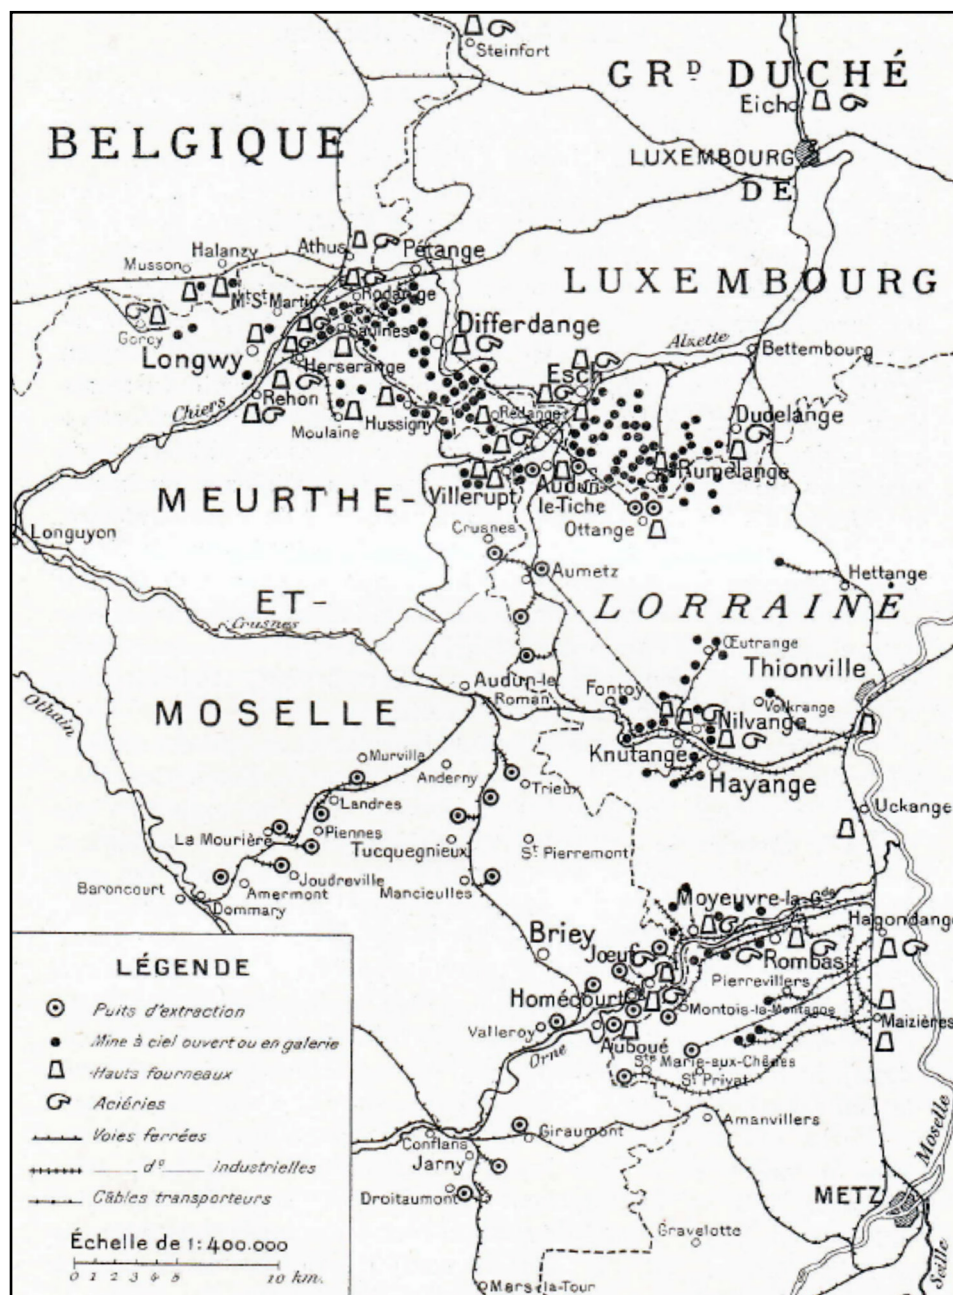 Steinfort
GRD DUCHÉ
Eich
BELGIQUE
LUXEMBOURG
DE
Halanzy
Athus
Pétange
Musson
LUXEMBOURG
Mt St Martin
Rodange
Gorcy
Saulnes
Differdange
Alzette
Longwy
Bettembourg
Herserange
Esch
Rehon
Chiers
Redange
Dudelange
Moulaine
Hussigny
Rumelange
MEURTHE-
Villerupt
Audun-
le-Tiche
Ottange
Crusnes
Longuyon
Aumetz
Hettange
ET-
LORRAINE
Crusnes
Œutrange
Thionville
Audun-le
Roman
Fontoy
Volkrange
Othain
MOSELLE
Nilvange
Knutange
Murville
Anderny
Hayange
Trieux
Landres
Uckange
La Mourière
Piennes
Tucquegnieux
St Pierremont
Joudreville
Baroncourt
Amermont
Mancieulles
Dommary
Moyeuvre-la-Gde
Hagondange
Briey
Jœuf
Rombas
Pierrevillers
Homécourt
Montois-la-Montagne
Valleroy
Maizières
Auboué
Orne
Ste Marie-aux-Chênes
St Privat
Amanvillers
Conflans
Giraumont
Jarny
Moselle
Droitaumont
METZ
Gravelotte
Seille
Mars-la-Tour
LÉGENDE
Puits d'extraction
Mine à ciel ouvert ou en galerie
Hauts fourneaux
Aciéries
Voies ferrées
do industrielles
Câbles transporteurs
Échelle de 1:400.000
0 1 2 3 4 5 10 km.